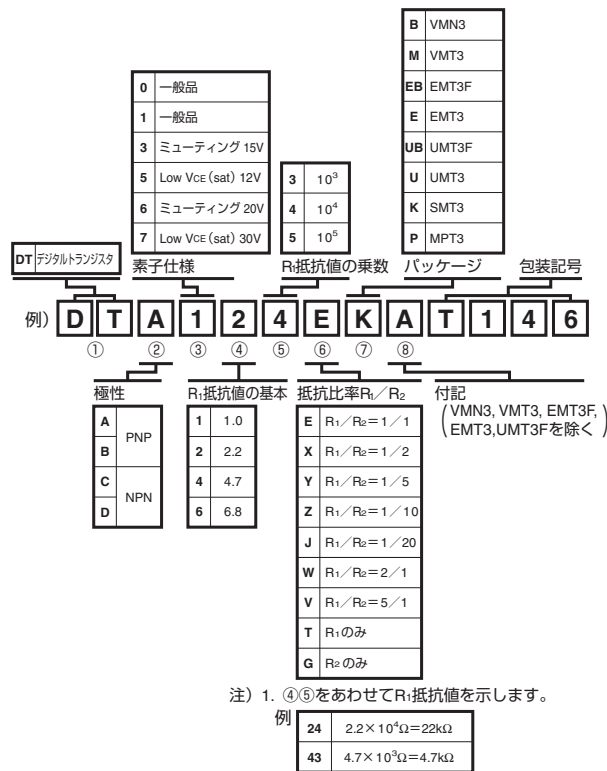 B VMN3
M VMT3
EB EMT3F
E EMT3
UB UMT3F
U UMT3
K SMT3
P MPT3
0 一般品
1 一般品
3 ミューティング 15V
5 Low VCE (sat) 12V
6 ミューティング 20V
7 Low VCE (sat) 30V
3 10³
4 10⁴
5 10⁵
DT デジタルトランジスタ
素子仕様
R₁抵抗値の乗数
パッケージ
包装記号
例) D T A 1 2 4 E K A T 1 4 6
① ② ③ ④ ⑤ ⑥ ⑦ ⑧
極性
A PNP
B
C NPN
D
R₁抵抗値の基本
1 1.0
2 2.2
4 4.7
6 6.8
抵抗比率R₁/R₂
E R₁/R₂=1/1
X R₁/R₂=1/2
Y R₁/R₂=1/5
Z R₁/R₂=1/10
J R₁/R₂=1/20
W R₁/R₂=2/1
V R₁/R₂=5/1
T R₁のみ
G R₂のみ
付記
(VMN3, VMT3, EMT3F,
EMT3,UMT3Fを除く)
注) 1. ④⑤をあわせてR₁抵抗値を示します。
例
24 2.2×10⁴Ω=22kΩ
43 4.7×10³Ω=4.7kΩ